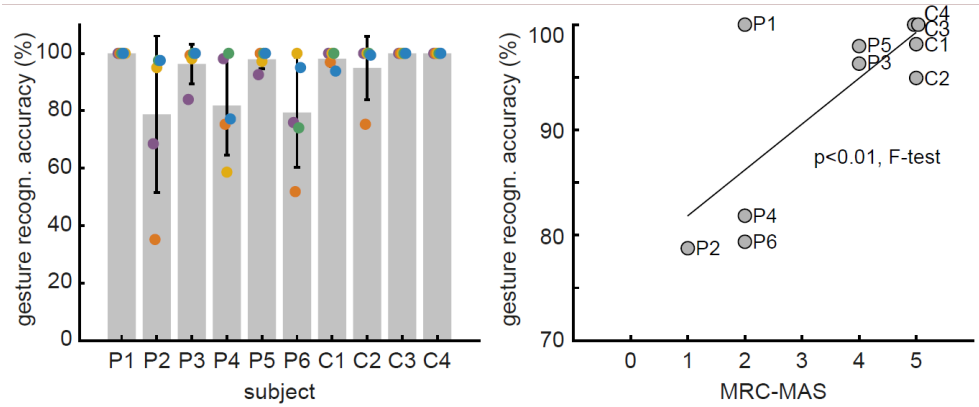 gesture recogn. accuracy (%)
100
80
60
40
20
0
P1 P2 P3 P4 P5 P6 C1 C2 C3 C4
subject
gesture recogn. accuracy (%)
100
90
80
70
P1
C4
C3
P5
C1
P3
C2
p<0.01, F-test
P4
P6
P2
0 1 2 3 4 5
MRC-MAS